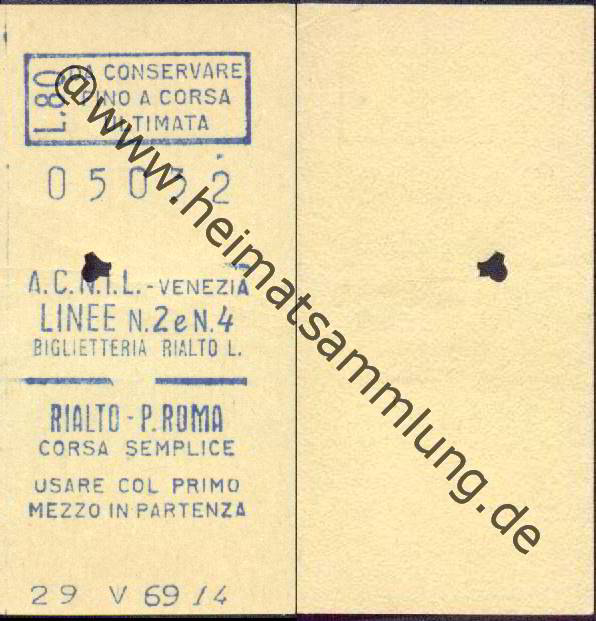 L.80
DA CONSERVARE
FINO A CORSA
ULTIMATA
A.C.N.I.L. - VENEZIA
LINEE N.2 e N.4
BIGLIETTERIA RIALTO L.
RIALTO - P. ROMA
CORSA SEMPLICE
USARE COL PRIMO
MEZZO IN PARTENZA
29 V 69 / 4
@www.heimatsammlung.de